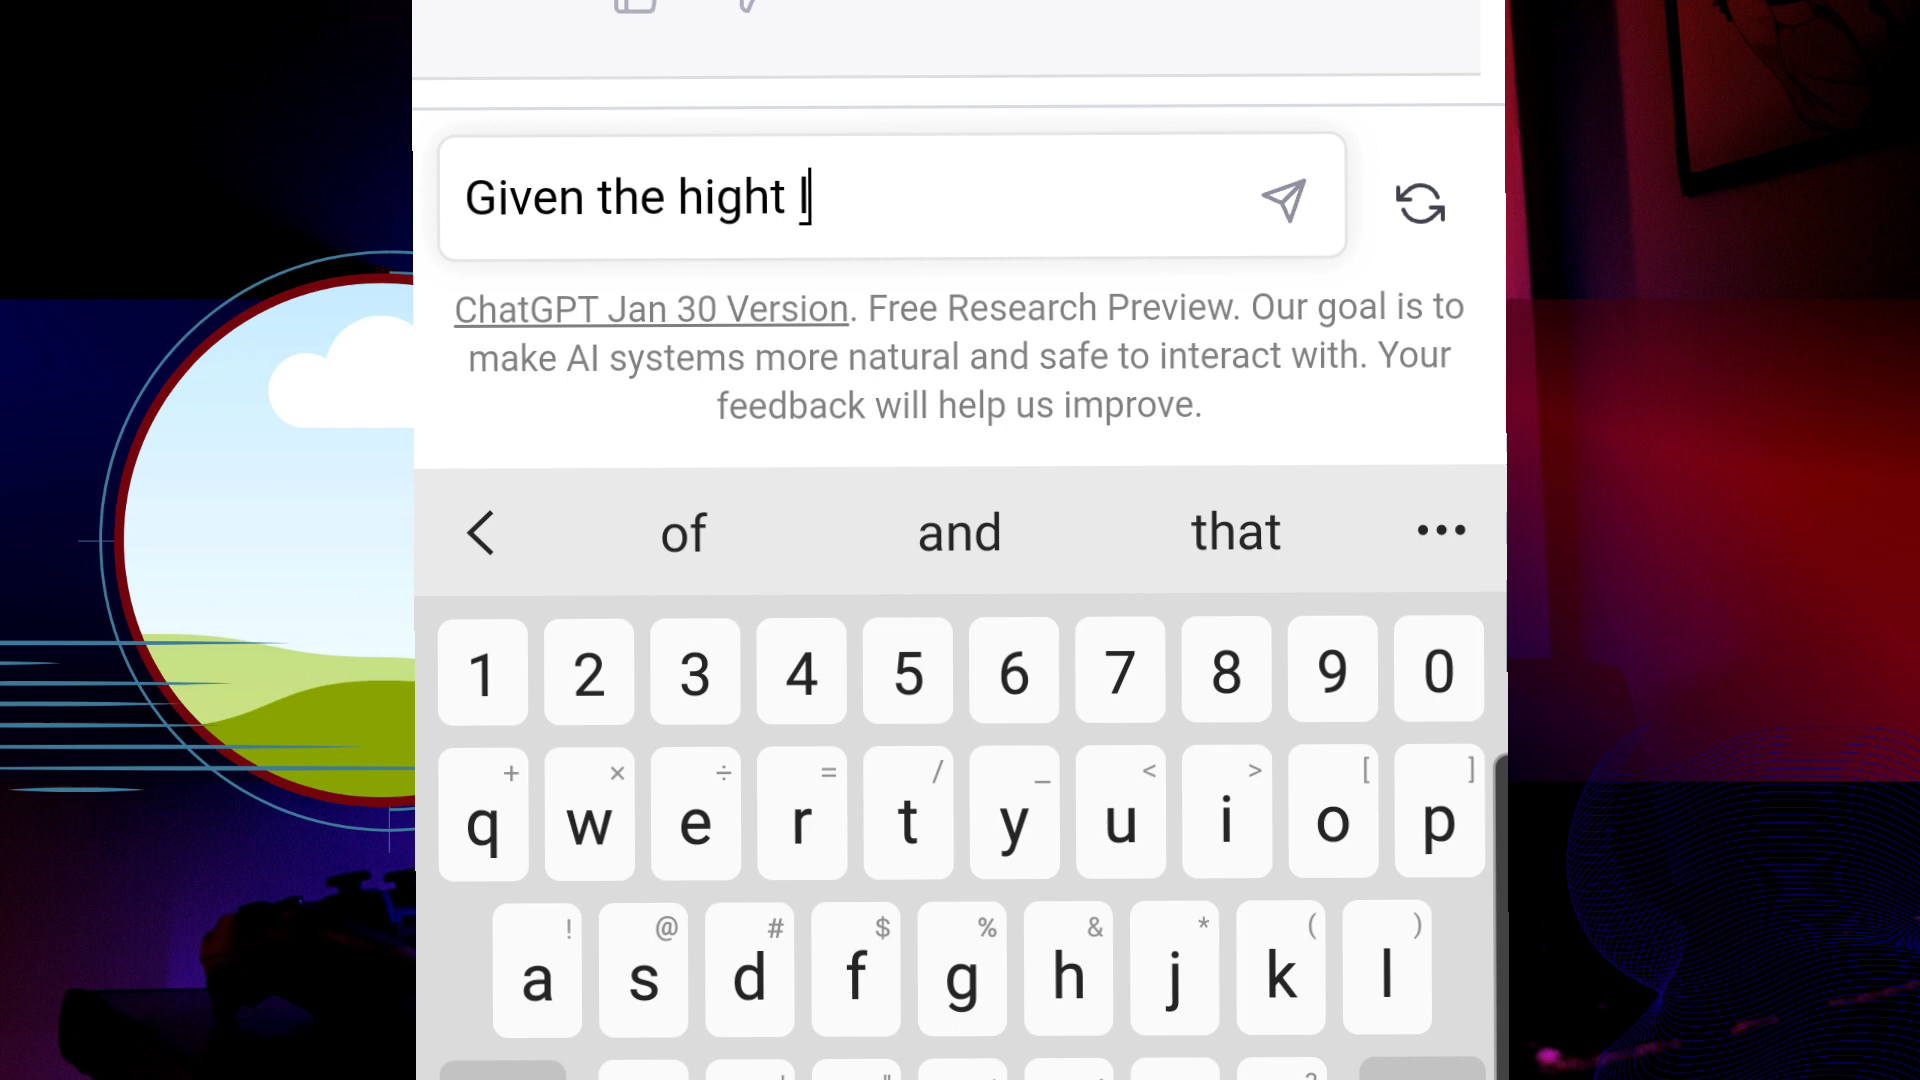 Given the hight l
ChatGPT Jan 30 Version. Free Research Preview. Our goal is to
make AI systems more natural and safe to interact with. Your
feedback will help us improve.
of and that •••
1 2 3 4 5 6 7 8 9 0
+ × ÷ = / _ < > [ ]
q w e r t y u i o p
! @ # $ % & * ( )
a s d f g h j k l